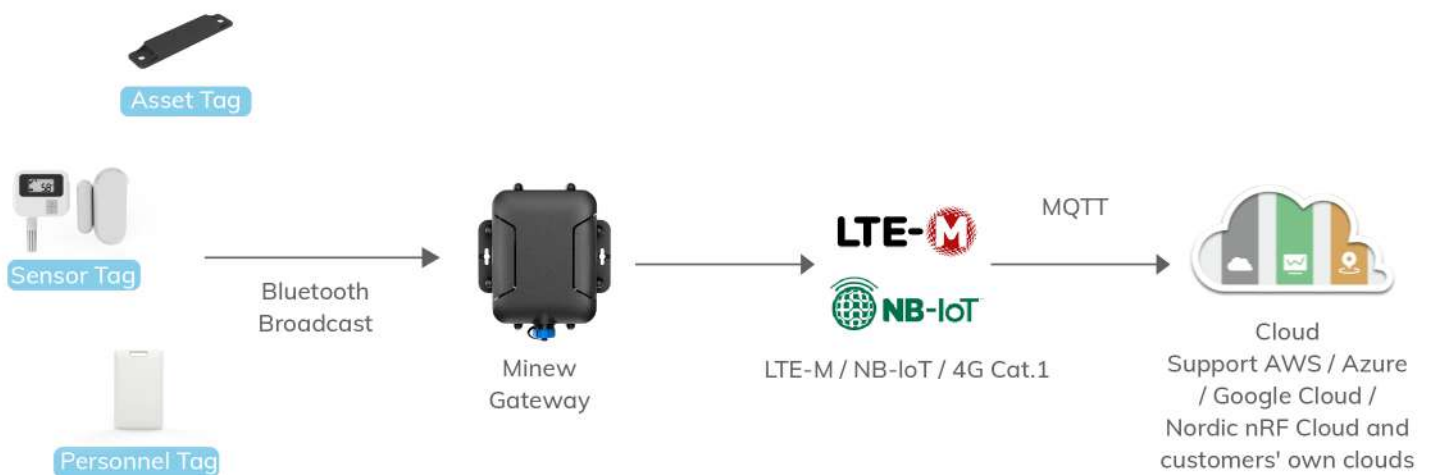 Asset Tag
Sensor Tag
Personnel Tag
Bluetooth
Broadcast
Minew
Gateway
LTE-M
NB-IoT
LTE-M / NB-IoT / 4G Cat.1
MQTT
Cloud
Support AWS / Azure
/ Google Cloud /
Nordic nRF Cloud and
customers' own clouds